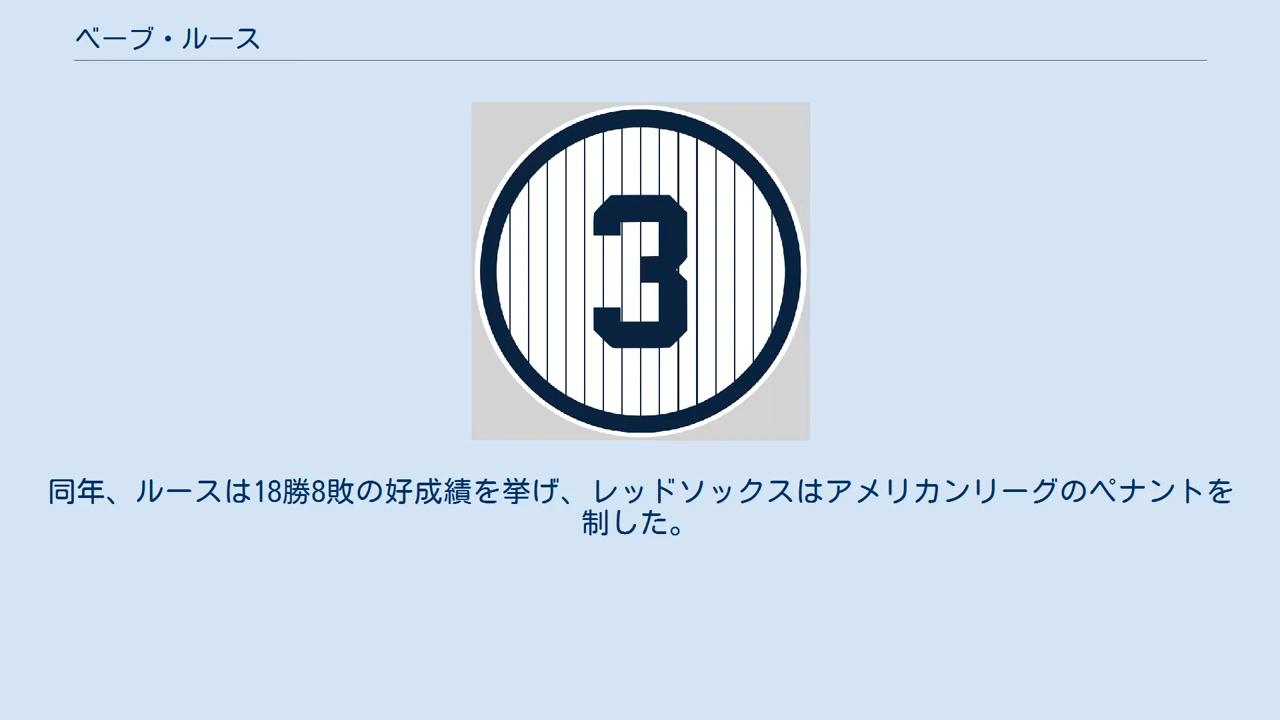 ベーブ・ルース
3
同年、ルースは18勝8敗の好成績を挙げ、レッドソックスはアメリカンリーグのペナントを
制した。